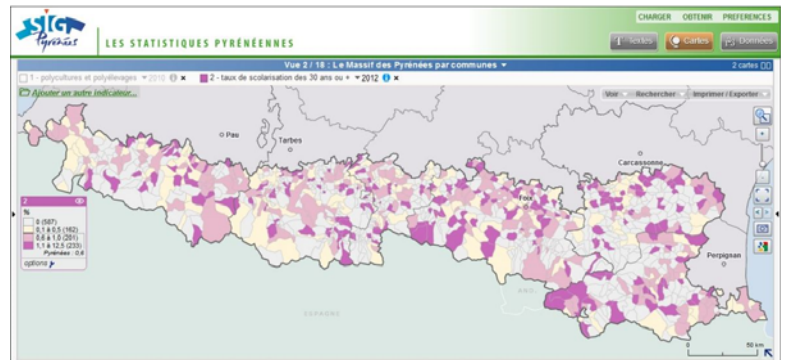 SIG
Pyrénées
LES STATISTIQUES PYRÉNÉENNES
CHARGER OBTENIR PREFERENCES
Textes Cartes Données
Vue 2 / 18 : Le Massif des Pyrénées par communes
2 cartes
1 - polycultures et polyélevages 2010
2 - taux de scolarisation des 30 ans ou + 2012
Ajouter un autre indicateur...
Voir Rechercher Imprimer / Exporter
Pau
Tarbes
Carcassonne
Foix
Perpignan
AND.
ESPAGNE
2
%
0 (587)
0,1 à 0,5 (162)
0,6 à 1,0 (201)
1,1 à 12,5 (233)
Pyrénées : 0,6
options
0 50 km